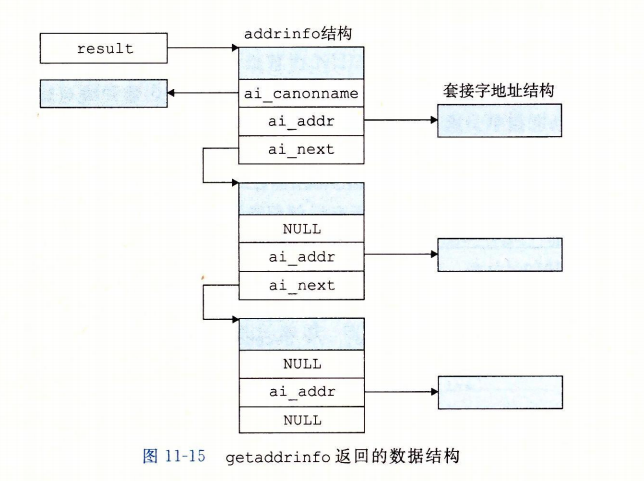 addrinfo结构
result
ai_canonname
套接字地址结构
ai_addr
ai_next
NULL
ai_addr
ai_next
NULL
ai_addr
NULL
图 11-15 getaddrinfo 返回的数据结构